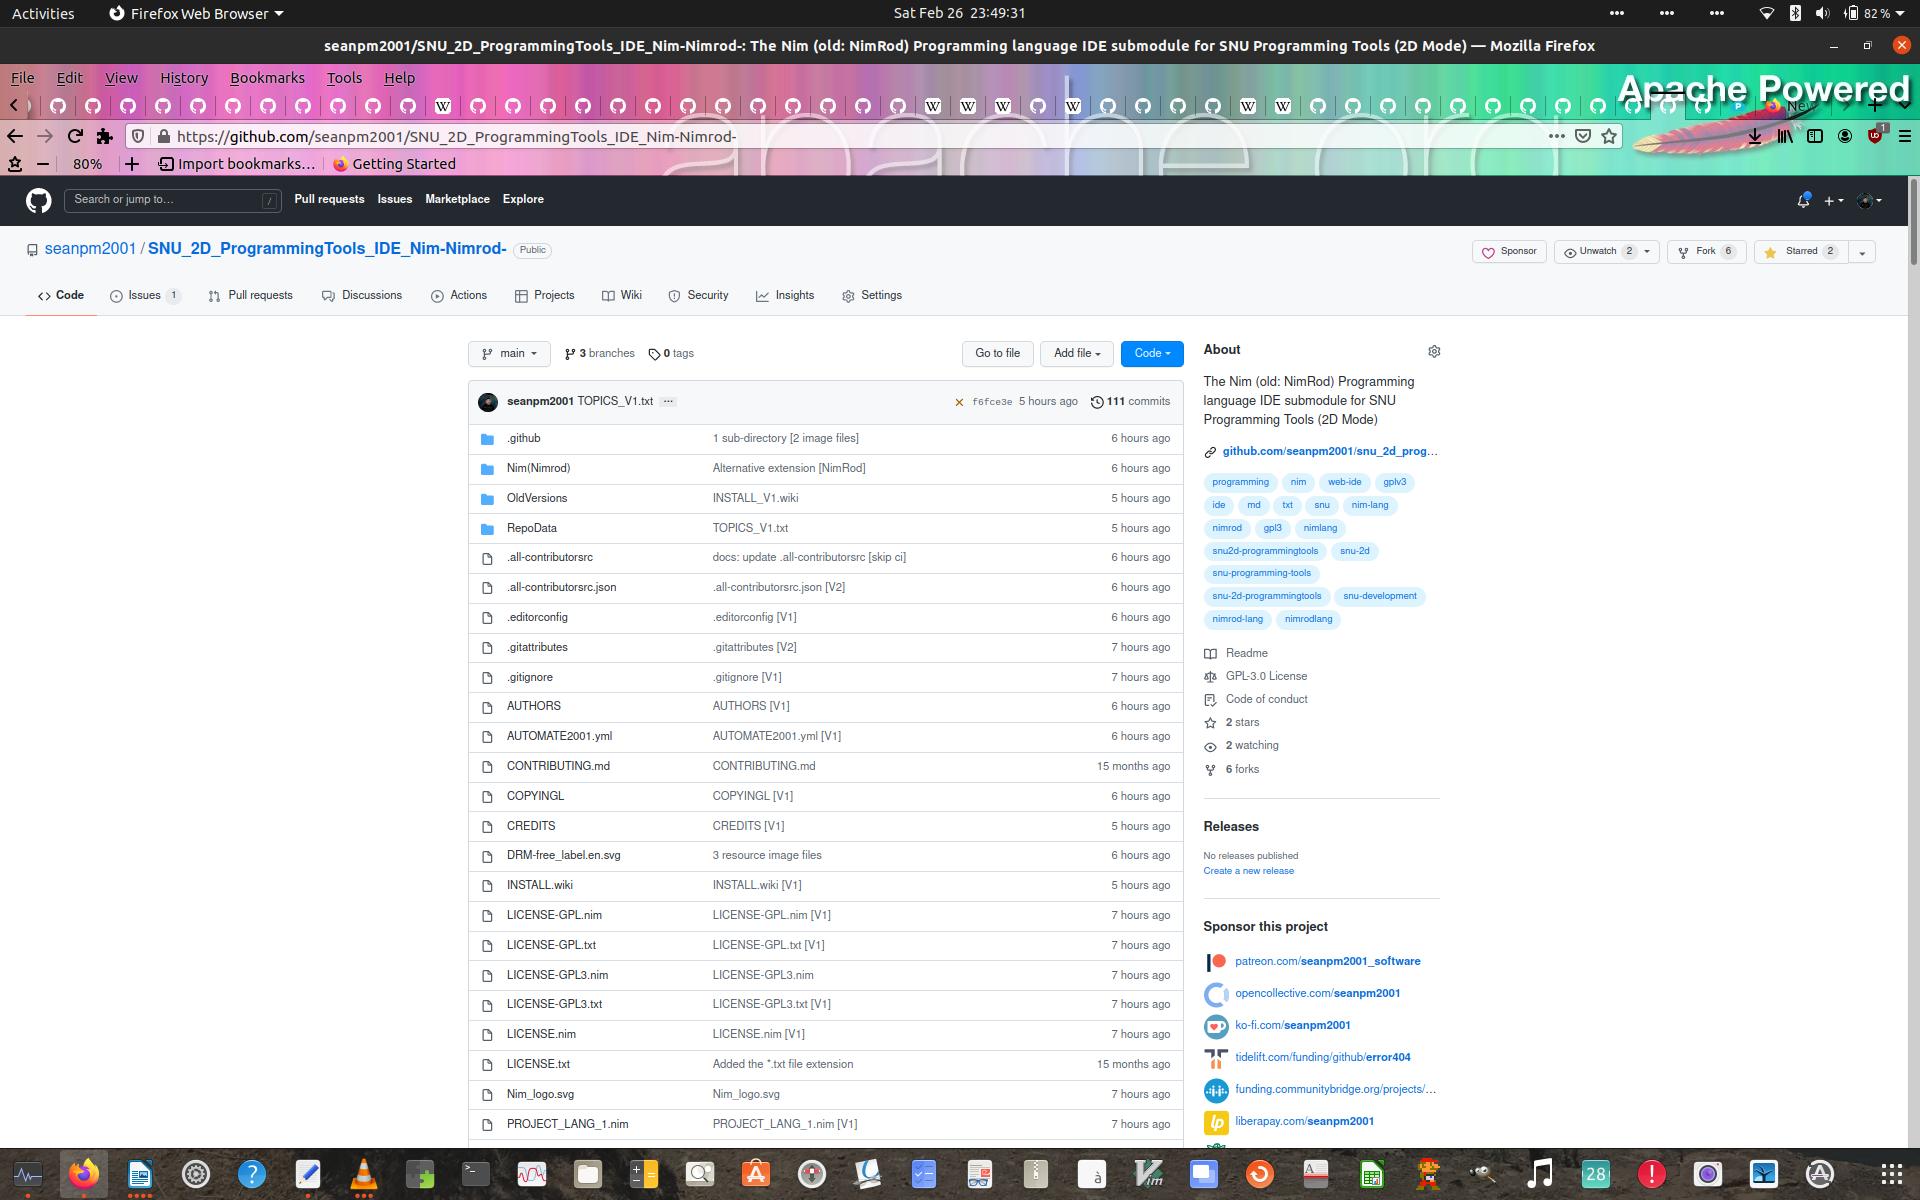 Activities Firefox Web Browser Sat Feb 26 23:49:31 82 %
seanpm2001/SNU_2D_ProgrammingTools_IDE_Nim-Nimrod-: The Nim (old: NimRod) Programming language IDE submodule for SNU Programming Tools (2D Mode) — Mozilla Firefox
File Edit View History Bookmarks Tools Help
Apache Powered
New
https://github.com/seanpm2001/SNU_2D_ProgrammingTools_IDE_Nim-Nimrod- 1
80% Import bookmarks... Getting Started
Search or jump to... / Pull requests Issues Marketplace Explore
seanpm2001 / SNU_2D_ProgrammingTools_IDE_Nim-Nimrod- Public Sponsor Unwatch 2 Fork 6 Starred 2
Code Issues 1 Pull requests Discussions Actions Projects Wiki Security Insights Settings
main 3 branches 0 tags Go to file Add file Code
seanpm2001 TOPICS_V1.txt ... f6fce3e 5 hours ago 111 commits
.github 1 sub-directory [2 image files] 6 hours ago
Nim(Nimrod) Alternative extension [NimRod] 6 hours ago
OldVersions INSTALL_V1.wiki 5 hours ago
RepoData TOPICS_V1.txt 5 hours ago
.all-contributorsrc docs: update .all-contributorsrc [skip ci] 6 hours ago
.all-contributorsrc.json .all-contributorsrc.json [V2] 6 hours ago
.editorconfig .editorconfig [V1] 6 hours ago
.gitattributes .gitattributes [V2] 7 hours ago
.gitignore .gitignore [V1] 7 hours ago
AUTHORS AUTHORS [V1] 6 hours ago
AUTOMATE2001.yml AUTOMATE2001.yml [V1] 6 hours ago
CONTRIBUTING.md CONTRIBUTING.md 15 months ago
COPYINGL COPYINGL [V1] 6 hours ago
CREDITS CREDITS [V1] 5 hours ago
DRM-free_label.en.svg 3 resource image files 6 hours ago
INSTALL.wiki INSTALL.wiki [V1] 5 hours ago
LICENSE-GPL.nim LICENSE-GPL.nim [V1] 7 hours ago
LICENSE-GPL.txt LICENSE-GPL.txt [V1] 7 hours ago
LICENSE-GPL3.nim LICENSE-GPL3.nim 7 hours ago
LICENSE-GPL3.txt LICENSE-GPL3.txt [V1] 7 hours ago
LICENSE.nim LICENSE.nim [V1] 7 hours ago
LICENSE.txt Added the *.txt file extension 15 months ago
Nim_logo.svg Nim_logo.svg 7 hours ago
PROJECT_LANG_1.nim PROJECT_LANG_1.nim [V1] 7 hours ago
About
The Nim (old: NimRod) Programming
language IDE submodule for SNU
Programming Tools (2D Mode)
github.com/seanpm2001/snu_2d_prog...
programming nim web-ide gplv3
ide md txt snu nim-lang
nimrod gpl3 nimlang
snu2d-programmingtools snu-2d
snu-programming-tools
snu-2d-programmingtools snu-development
nimrod-lang nimrodlang
Readme
GPL-3.0 License
Code of conduct
2 stars
2 watching
6 forks
Releases
No releases published
Create a new release
Sponsor this project
patreon.com/seanpm2001_software
opencollective.com/seanpm2001
ko-fi.com/seanpm2001
tidelift.com/funding/github/error404
funding.communitybridge.org/projects/...
liberapay.com/seanpm2001
28